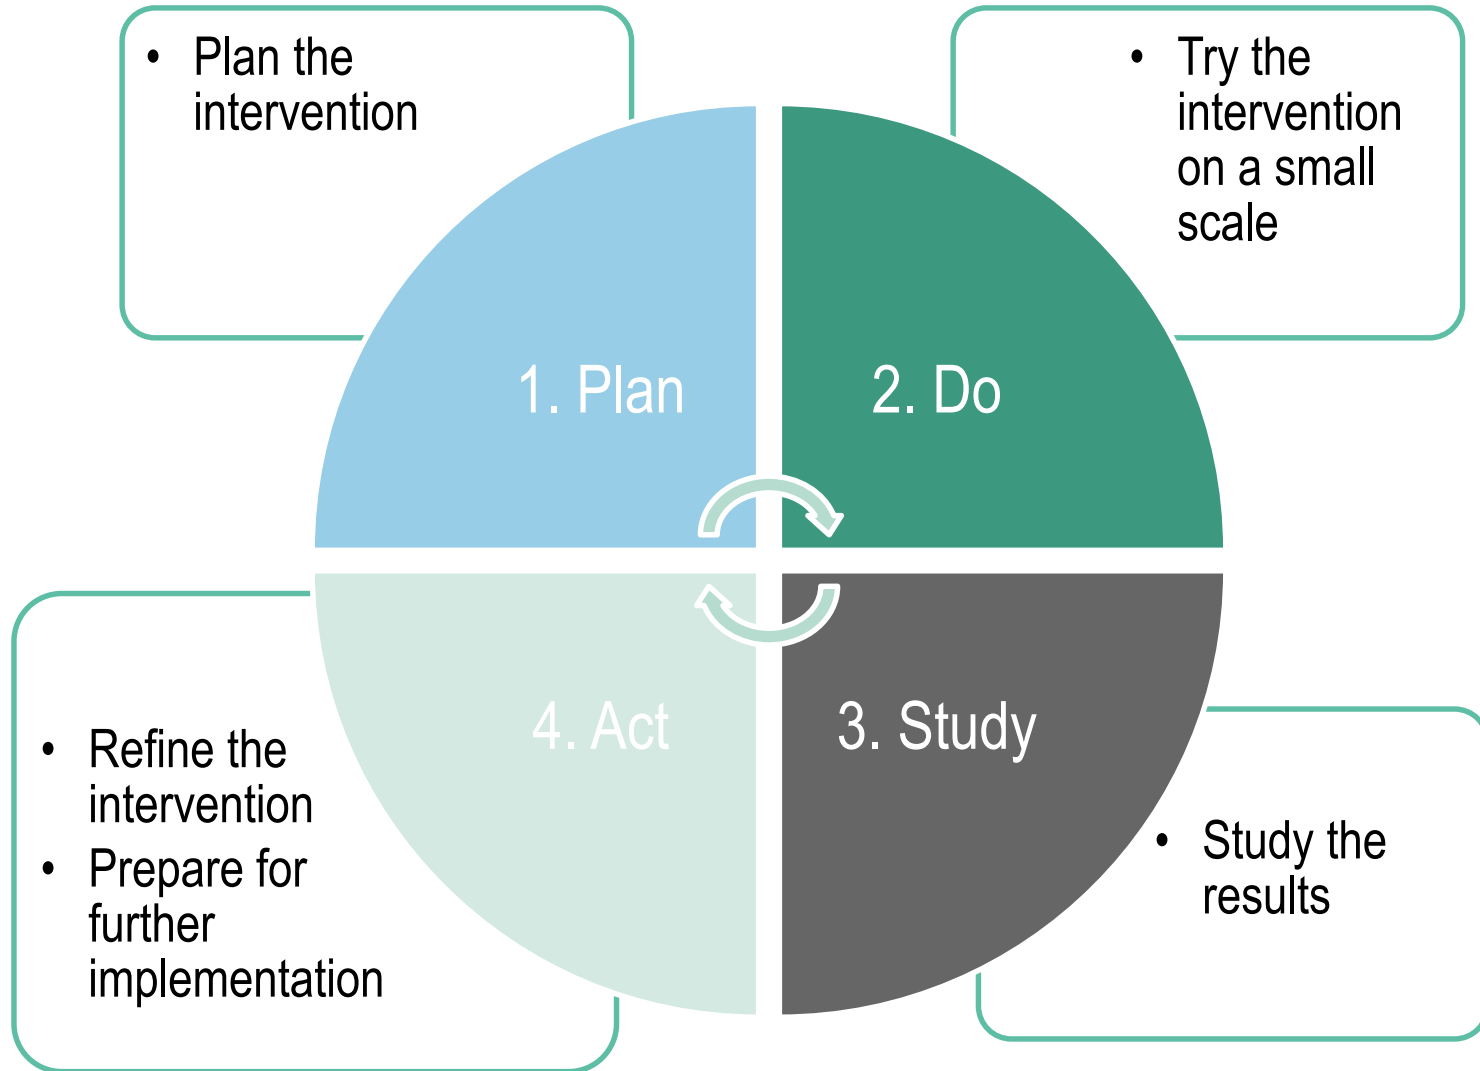 • Plan the
intervention
• Try the
intervention
on a small
scale
1. Plan
2. Do
4. Act
3. Study
• Refine the
intervention
• Prepare for
further
implementation
• Study the
results